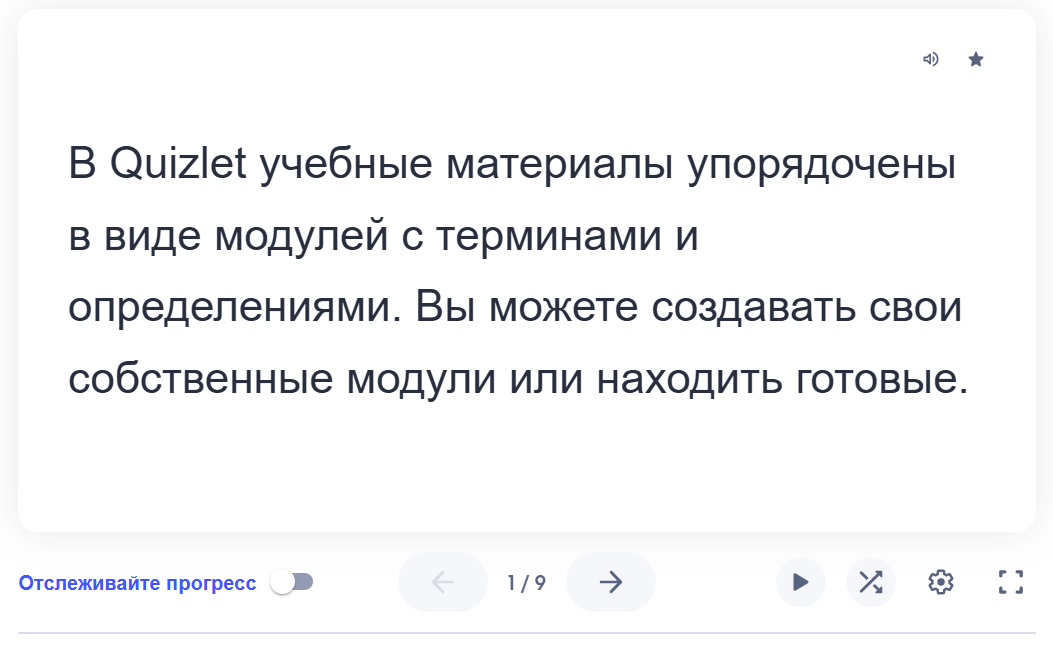 В Quizlet учебные материалы упорядочены
в виде модулей с терминами и
определениями. Вы можете создавать свои
собственные модули или находить готовые.
Отслеживайте прогресс
1 / 9